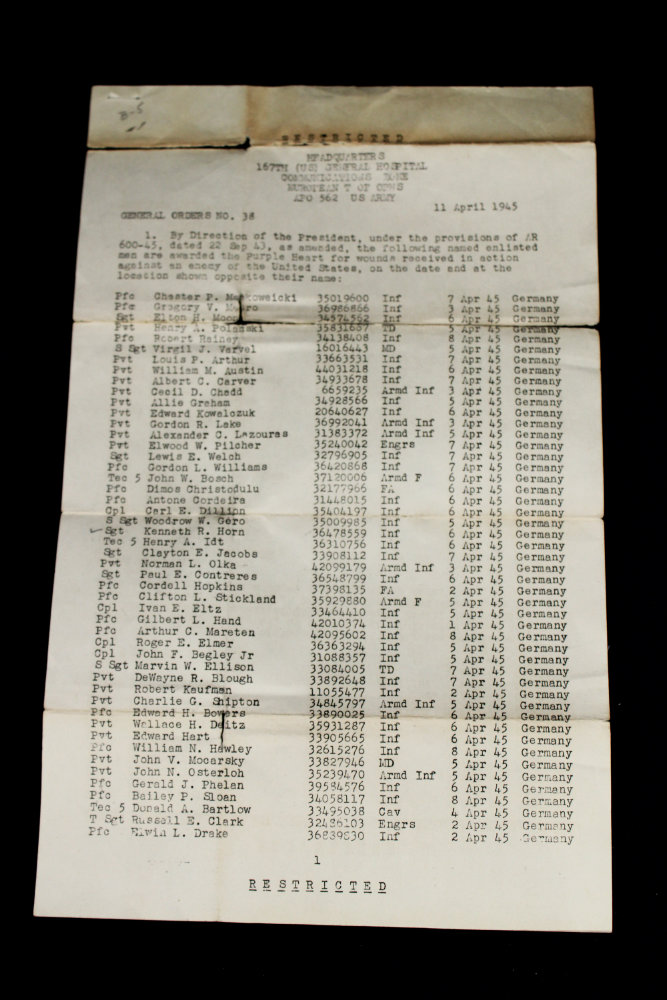 B-5
RESTRICTED
HEADQUARTERS
167TH (US) GENERAL HOSPITAL
COMMUNICATIONS ZONE
EUROPEAN T OF OPNS
APO 562 US ARMY
11 April 1945
GENERAL ORDERS NO. 38
1. By Direction of the President, under the provisions of AR
600-45, dated 22 Sep 43, as amended, the following named enlisted
men are awarded the Purple Heart for wounds received in action
against an enemy of the United States, on the date and at the
location shown opposite their name:
Pfc Chester P. 35019600 Inf 7 Apr 45 Germany
Pfc Gregory V. 36986866 Inf 3 Apr 45 Germany
Sgt Elton H. Moon 34574562 Inf 6 Apr 45 Germany
Pvt Henry A. Polanski 35831667 TD 5 Apr 45 Germany
Pfc Robert Rainey 34138408 Inf 8 Apr 45 Germany
S Sgt Virgil J. Varvel 16016443 MD 5 Apr 45 Germany
Pvt Louis P. Arthur 33663531 Inf 7 Apr 45 Germany
Pvt William M. Austin 44031218 Inf 6 Apr 45 Germany
Pvt Albert C. Carver 34933678 Inf 7 Apr 45 Germany
Pvt Cecil D. Chadd 6659235 Armd Inf 3 Apr 45 Germany
Pvt Allie Graham 34928566 Inf 5 Apr 45 Germany
Pvt Edward Kowalczuk 20640627 Inf 6 Apr 45 Germany
Pvt Gordon R. Lake 36992041 Armd Inf 3 Apr 45 Germany
Pvt Alexander C. Lazouras 31383372 Armd Inf 5 Apr 45 Germany
Pvt Elwood W. Pilcher 35240042 Engrs 7 Apr 45 Germany
Sgt Lewis E. Welch 32796905 Inf 7 Apr 45 Germany
Pfc Gordon L. Williams 36420868 Inf 7 Apr 45 Germany
Tec 5 John W. Bosch 37120006 Armd F 6 Apr 45 Germany
Pfc Dimos Christodulu 32177966 FA 6 Apr 45 Germany
Pfc Antone Cordeira 31448015 Inf 6 Apr 45 Germany
Cpl Carl E. Dillion 35404197 Inf 6 Apr 45 Germany
S Sgt Woodrow W. Gero 35009985 Inf 5 Apr 45 Germany
Sgt Kenneth R. Horn 36478559 Inf 6 Apr 45 Germany
Tec 5 Henry A. Idt 36310756 Inf 6 Apr 45 Germany
Sgt Clayton E. Jacobs 33908112 Inf 7 Apr 45 Germany
Pvt Norman L. Olka 42099179 Armd Inf 3 Apr 45 Germany
Sgt Paul E. Contreres 36548799 Inf 6 Apr 45 Germany
Pfc Cordell Hopkins 37398135 FA 2 Apr 45 Germany
Pfc Clifton L. Stickland 35929880 Armd F 5 Apr 45 Germany
Cpl Ivan E. Eltz 33464410 Inf 5 Apr 45 Germany
Pfc Gilbert L. Hand 42010374 Inf 1 Apr 45 Germany
Pfc Arthur C. Mareten 42095602 Inf 8 Apr 45 Germany
Cpl Roger E. Elmer 36363294 Inf 5 Apr 45 Germany
Cpl John F. Begley Jr 31088357 Inf 5 Apr 45 Germany
S Sgt Marvin W. Ellison 33084005 TD 7 Apr 45 Germany
Pvt DeWayne R. Blough 33892648 Inf 7 Apr 45 Germany
Pvt Robert Kaufman 11055477 Inf 2 Apr 45 Germany
Pvt Charlie G. Shipton 34845797 Armd Inf 5 Apr 45 Germany
Pfc Edward H. Bowers 33890025 Inf 6 Apr 45 Germany
Pvt Wallace H. Deitz 35931287 Inf 6 Apr 45 Germany
Pvt Edward Hart 33905665 Inf 6 Apr 45 Germany
Pfc William N. Hawley 32615276 Inf 8 Apr 45 Germany
Pvt John V. Mocarsky 33827946 MD 5 Apr 45 Germany
Pvt John N. Osterloh 35239470 Armd Inf 5 Apr 45 Germany
Pfc Gerald J. Phelan 39584576 Inf 6 Apr 45 Germany
Pfc Bailey P. Sloan 34058117 Inf 8 Apr 45 Germany
Tec 5 Donald A. Bartlow 33495038 Cav 4 Apr 45 Germany
T Sgt Russell E. Clark 32486103 Engrs 2 Apr 45 Germany
Pfc Elwin L. Drake 36839830 Inf 2 Apr 45 Germany
1
RESTRICTED